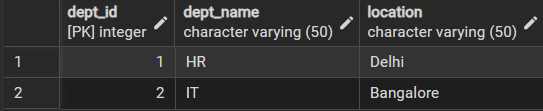 dept_id dept_name location
[PK] integer character varying (50) character varying (50)
1 1 HR Delhi
2 2 IT Bangalore